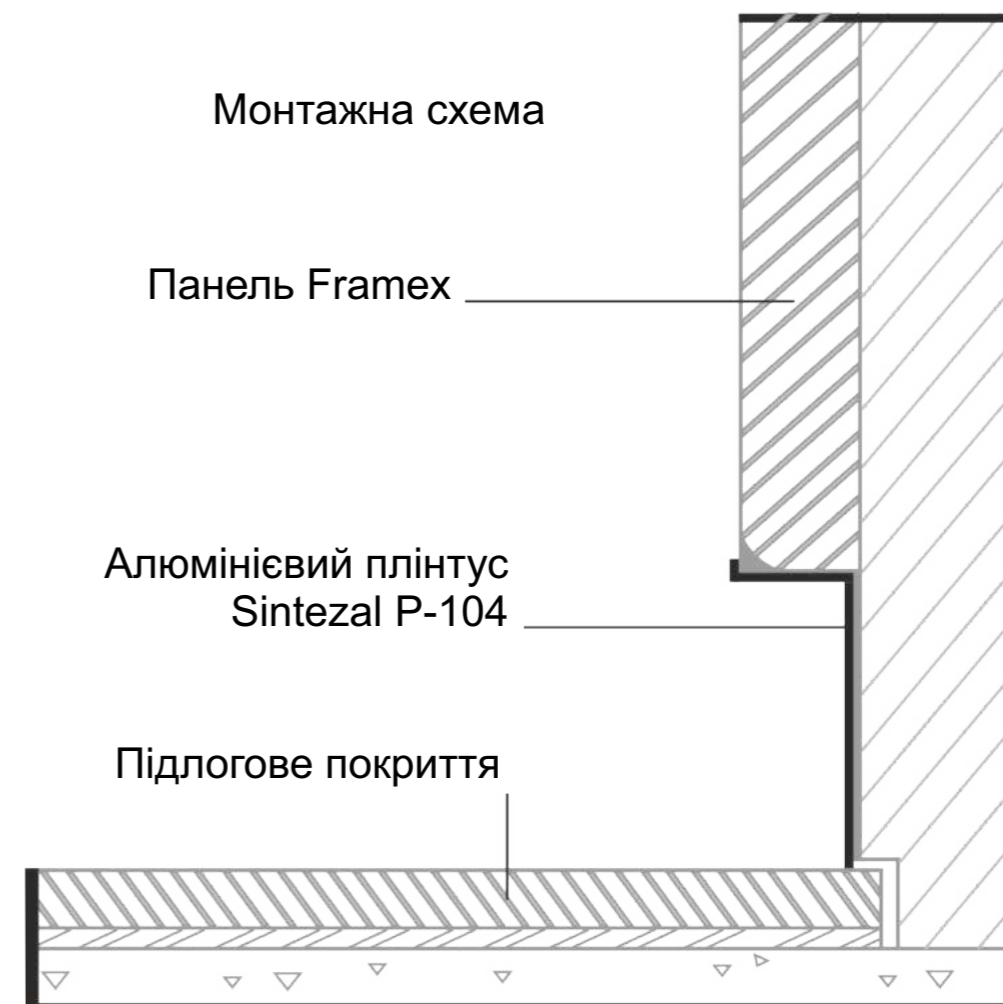 Монтажна схема
Панель Framex
Алюмінієвий плінтус
Sintezal P-104
Підлогове покриття